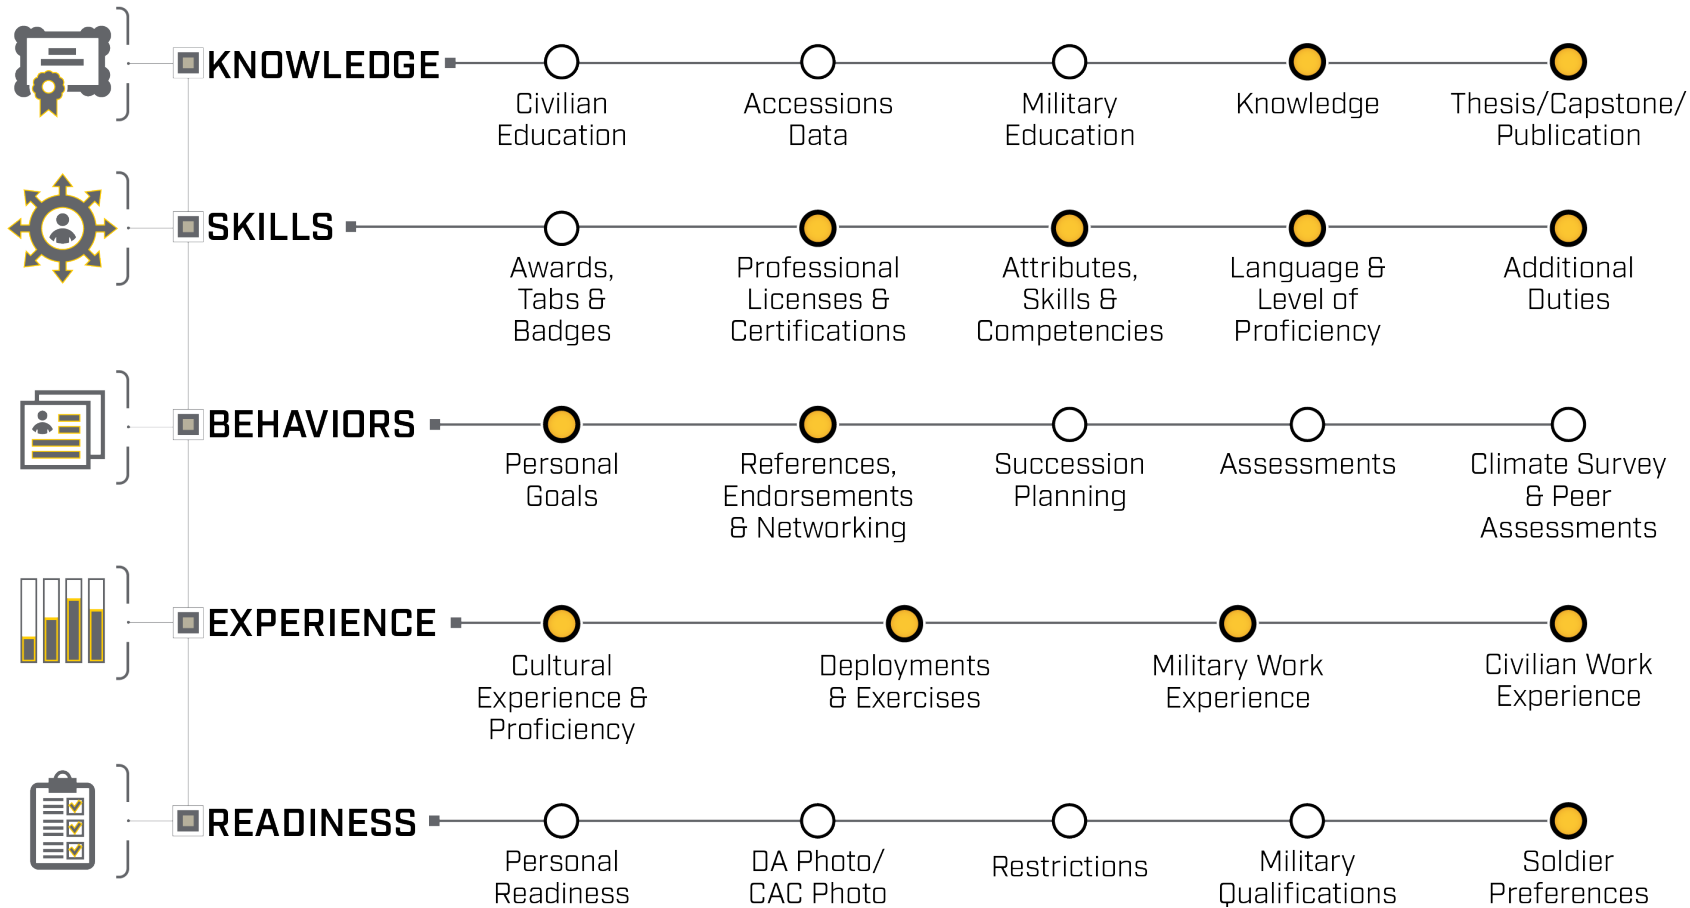 KNOWLEDGE
Civilian
Education
Accessions
Data
Military
Education
Knowledge
Thesis/Capstone/
Publication
SKILLS
Awards,
Tabs &
Badges
Professional
Licenses &
Certifications
Attributes,
Skills &
Competencies
Language &
Level of
Proficiency
Additional
Duties
BEHAVIORS
Personal
Goals
References,
Endorsements
& Networking
Succession
Planning
Assessments
Climate Survey
& Peer
Assessments
EXPERIENCE
Cultural
Experience &
Proficiency
Deployments
& Exercises
Military Work
Experience
Civilian Work
Experience
READINESS
Personal
Readiness
DA Photo/
CAC Photo
Restrictions
Military
Qualifications
Soldier
Preferences